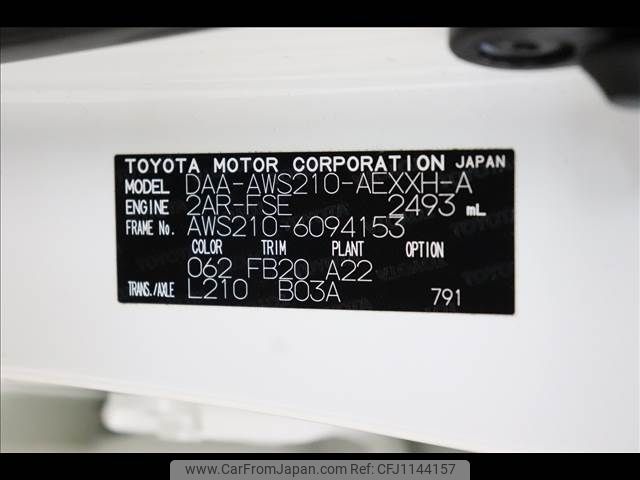 TOYOTA MOTOR CORPORATION JAPAN
MODEL DAA-AWS210-AEXXH-A
ENGINE 2AR-FSE 2493 mL
FRAME No. AWS210-6094153
COLOR TRIM PLANT OPTION
062 FB20 A22
TRANS./AXLE L210 B03A 791
www.CarFromJapan.com CFJ1144157